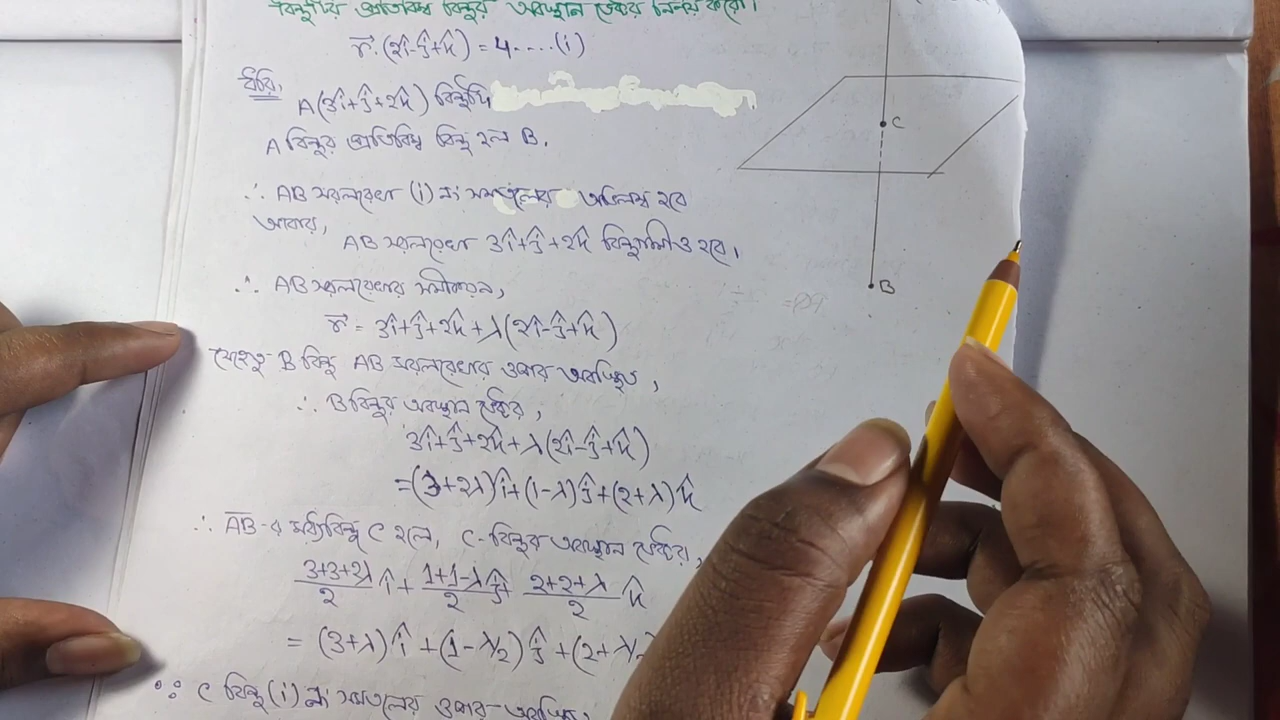 বিন্দুটির প্রতিবিম্ব বিন্দুর অবস্থান ভেক্টর নির্ণয় করো।
r⃗·(2î-ĵ+k̂) = 4....(i)
ধরি, A(3î+ĵ+2k̂) বিন্দুটি
A বিন্দুর প্রতিবিম্ব বিন্দু হল B.
∴ AB সরলরেখা (i) নং সমতলের অভিলম্ব হবে
আবার,
AB সরলরেখা 3î+ĵ+2k̂ বিন্দুগামীও হবে।
∴ AB সরলরেখার সমীকরণ,
r⃗ = 3î+ĵ+2k̂+λ(2î-ĵ+k̂)
যেহেতু B বিন্দু AB সরলরেখার ওপর অবস্থিত,
∴ B বিন্দুর অবস্থান ভেক্টর,
3î+ĵ+2k̂+λ(2î-ĵ+k̂)
=(3+2λ)î+(1-λ)ĵ+(2+λ)k̂
∴ A̅B̅-র মধ্যবিন্দু C হলে, C-বিন্দুর অবস্থান ভেক্টর,
(3+3+2λ)/2 î + (1+1-λ)/2 ĵ + (2+2+λ)/2 k̂
= (3+λ)î+(1-λ/2)ĵ+(2+λ/2
∵ C বিন্দু (i) নং সমতলের ওপর অবস্থিত,
C
B